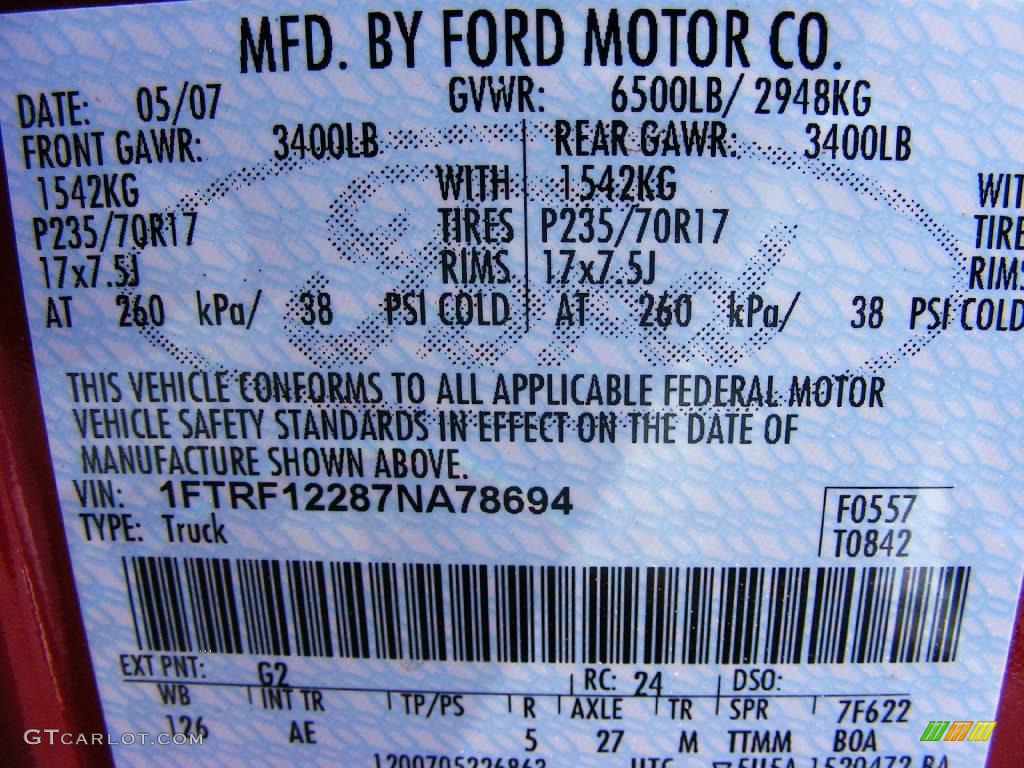 MFD. BY FORD MOTOR CO.
DATE: 05/07 GVWR: 6500LB/ 2948KG
FRONT GAWR: 3400LB REAR GAWR: 3400LB
1542KG WITH 1542KG WIT
P235/70R17 TIRES P235/70R17 TIRE
17x7.5J RIMS 17x7.5J RIMS
AT 260 kPa/ 38 PSI COLD AT 260 kPa/ 38 PSI COLD
THIS VEHICLE CONFORMS TO ALL APPLICABLE FEDERAL MOTOR
VEHICLE SAFETY STANDARDS IN EFFECT ON THE DATE OF
MANUFACTURE SHOWN ABOVE.
VIN: 1FTRF12287NA78694
F0557
TYPE: Truck
T0842
EXT PNT: G2 RC: 24 DSO:
WB INT TR TP/PS R AXLE TR SPR 7F622
126 AE 5 27 M TTMM BOA
GTCARLOT.COM